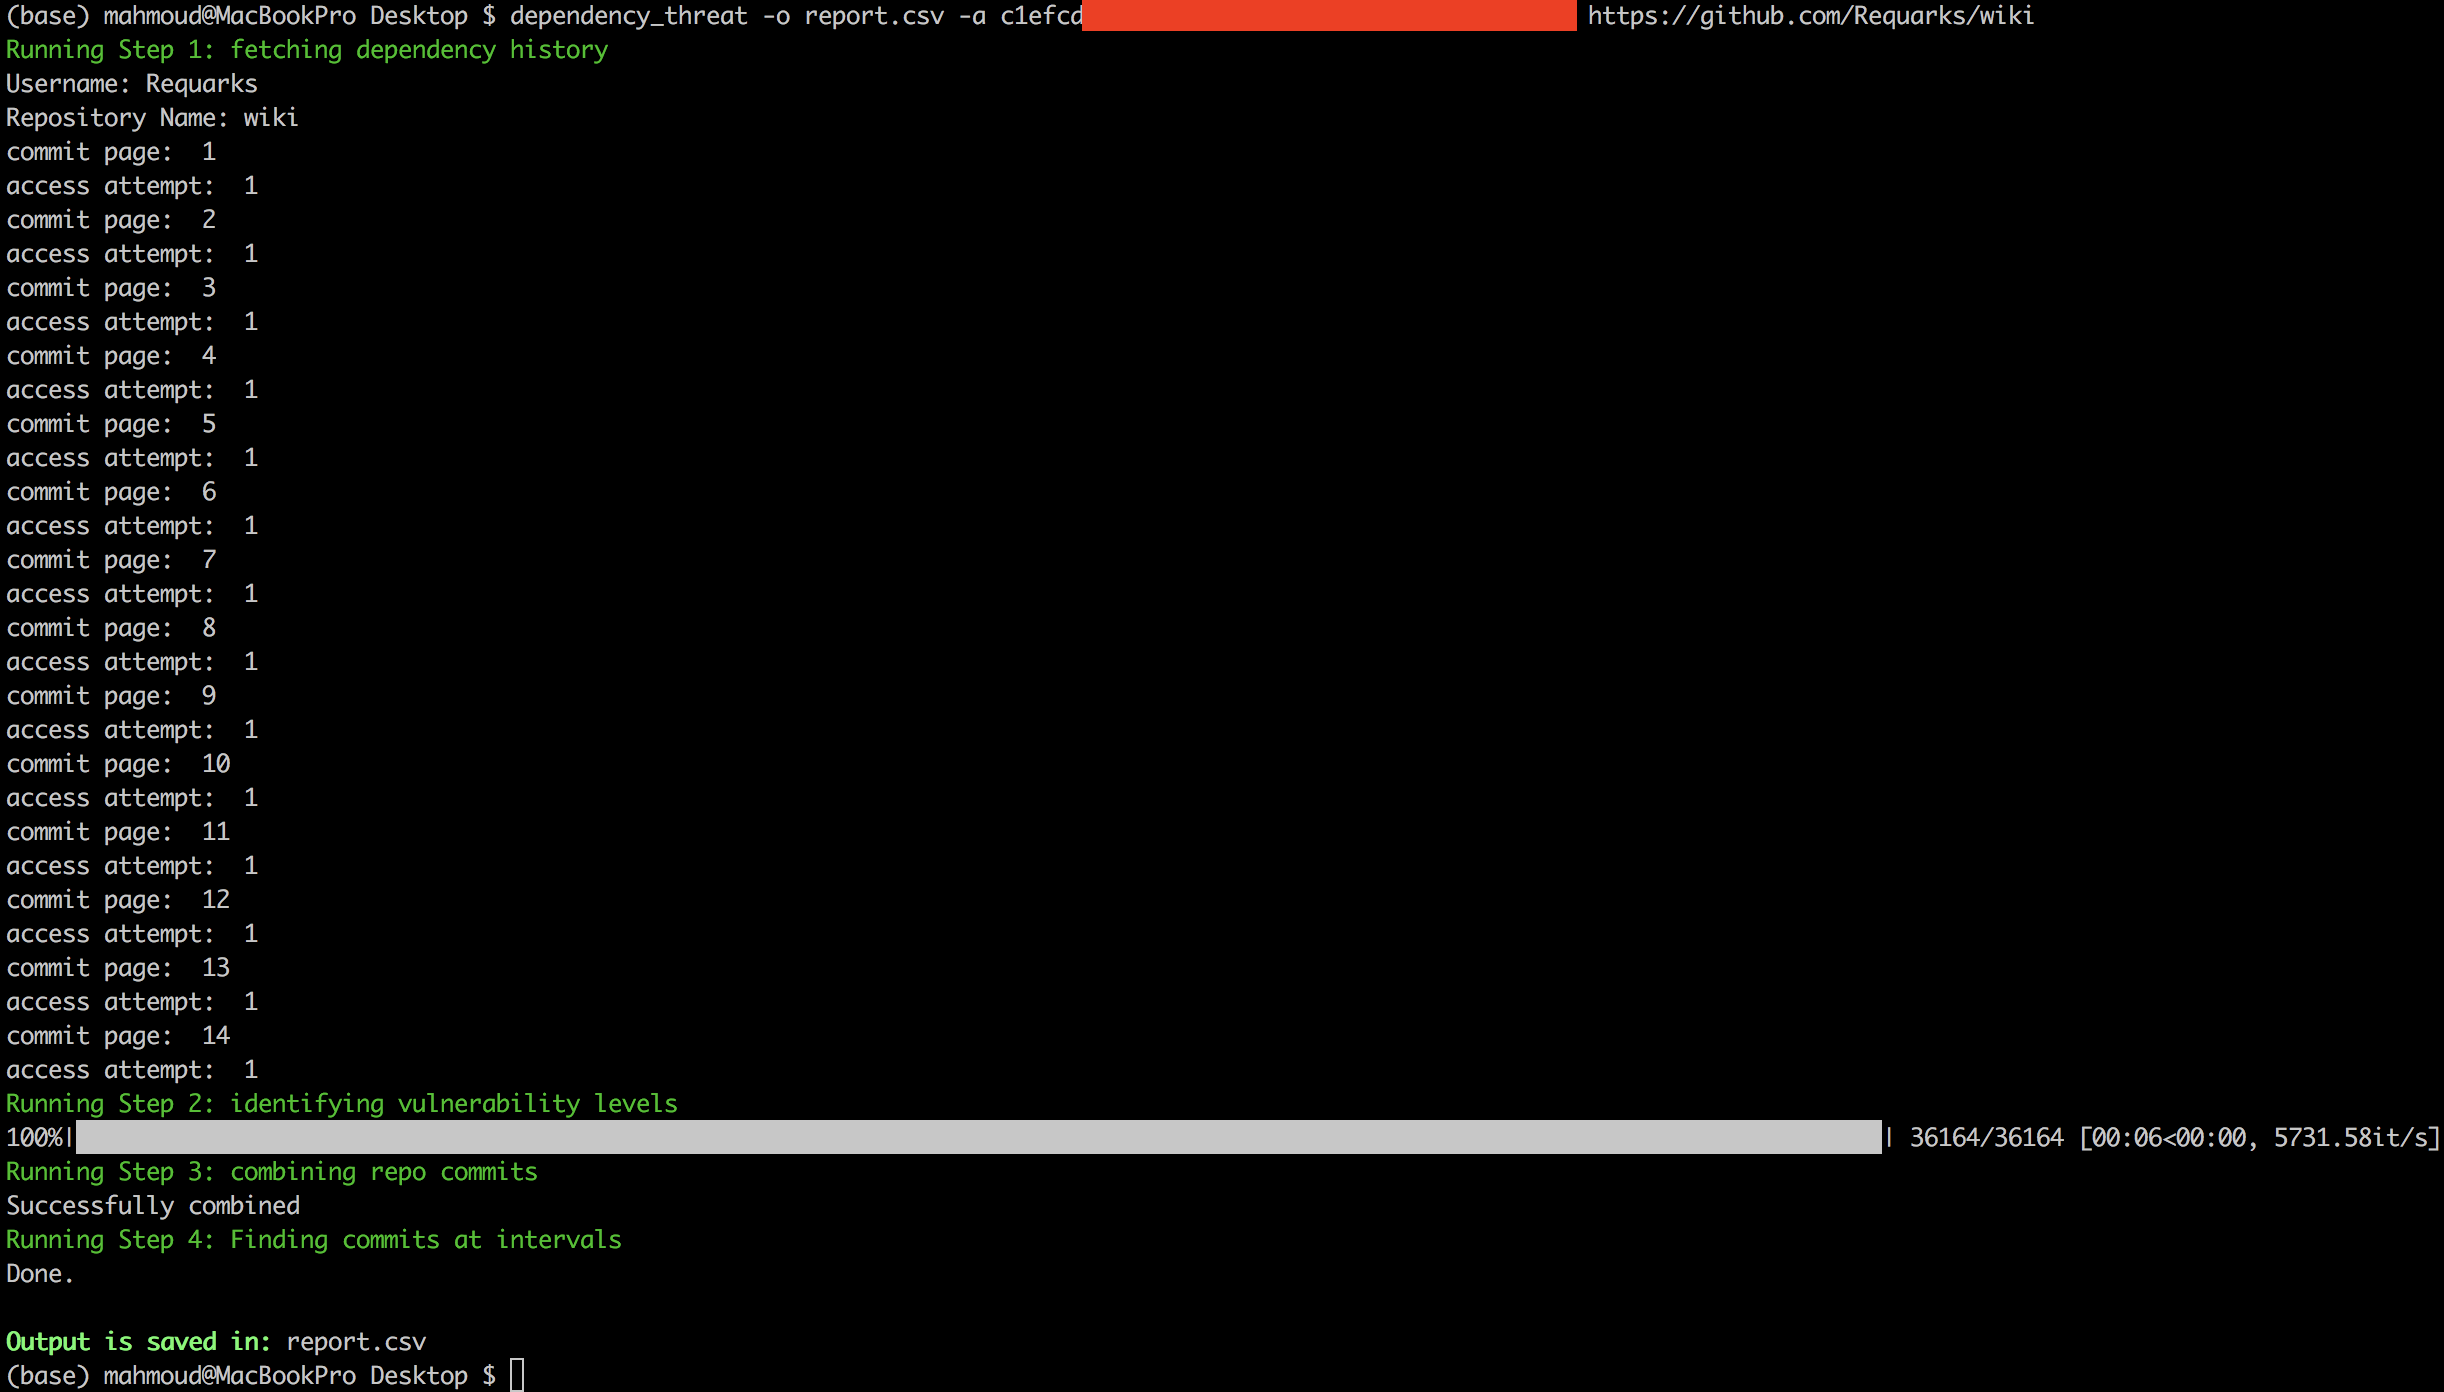 (base) mahmoud@MacBookPro Desktop $ dependency_threat -o report.csv -a c1efcd https://github.com/Requarks/wiki
Running Step 1: fetching dependency history
Username: Requarks
Repository Name: wiki
commit page:  1
access attempt:  1
commit page:  2
access attempt:  1
commit page:  3
access attempt:  1
commit page:  4
access attempt:  1
commit page:  5
access attempt:  1
commit page:  6
access attempt:  1
commit page:  7
access attempt:  1
commit page:  8
access attempt:  1
commit page:  9
access attempt:  1
commit page:  10
access attempt:  1
commit page:  11
access attempt:  1
commit page:  12
access attempt:  1
commit page:  13
access attempt:  1
commit page:  14
access attempt:  1
Running Step 2: identifying vulnerability levels
100%| | 36164/36164 [00:06<00:00, 5731.58it/s]
Running Step 3: combining repo commits
Successfully combined
Running Step 4: Finding commits at intervals
Done.
Output is saved in: report.csv
(base) mahmoud@MacBookPro Desktop $